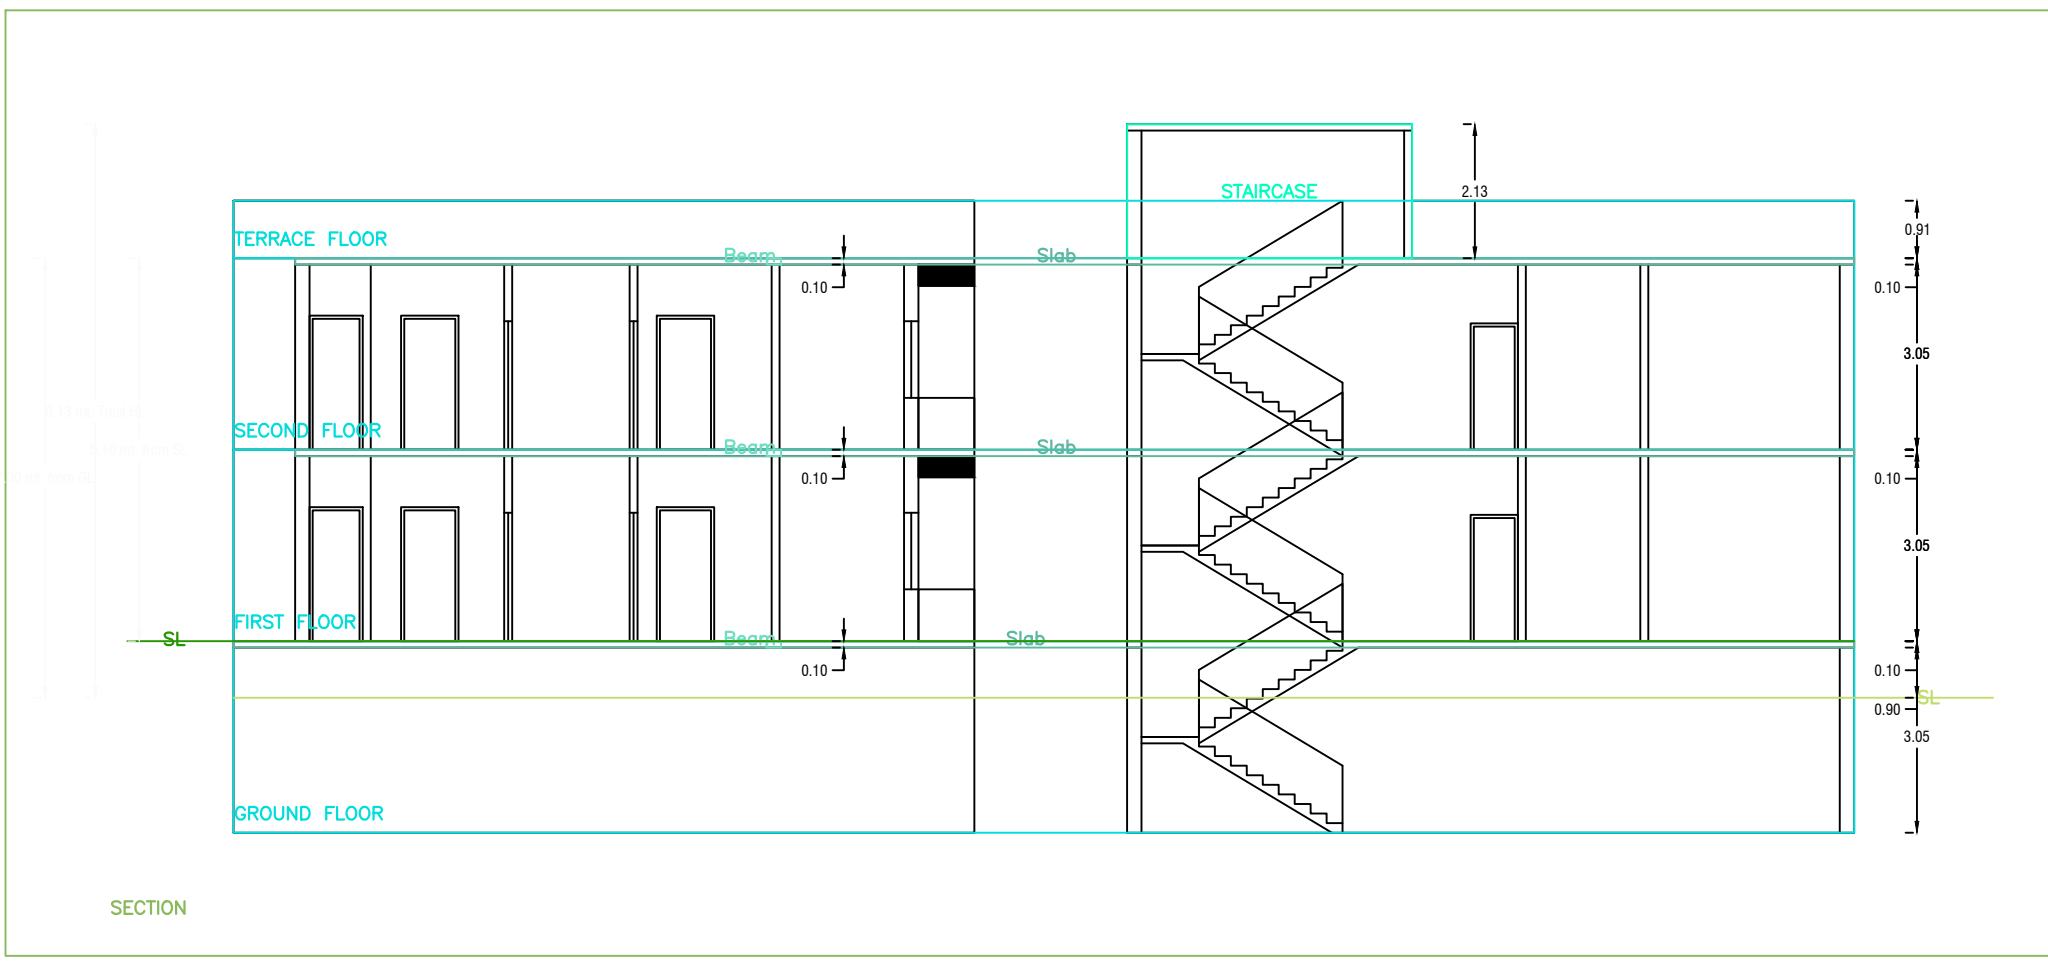 STAIRCASE
2.13
0.91
TERRACE FLOOR
Beam
Slab
0.10
0.10
3.05
SECOND FLOOR
Beam
Slab
0.10
0.10
3.05
FIRST FLOOR
SL
Beam
Slab
0.10
0.10
SL
0.90
3.05
GROUND FLOOR
SECTION